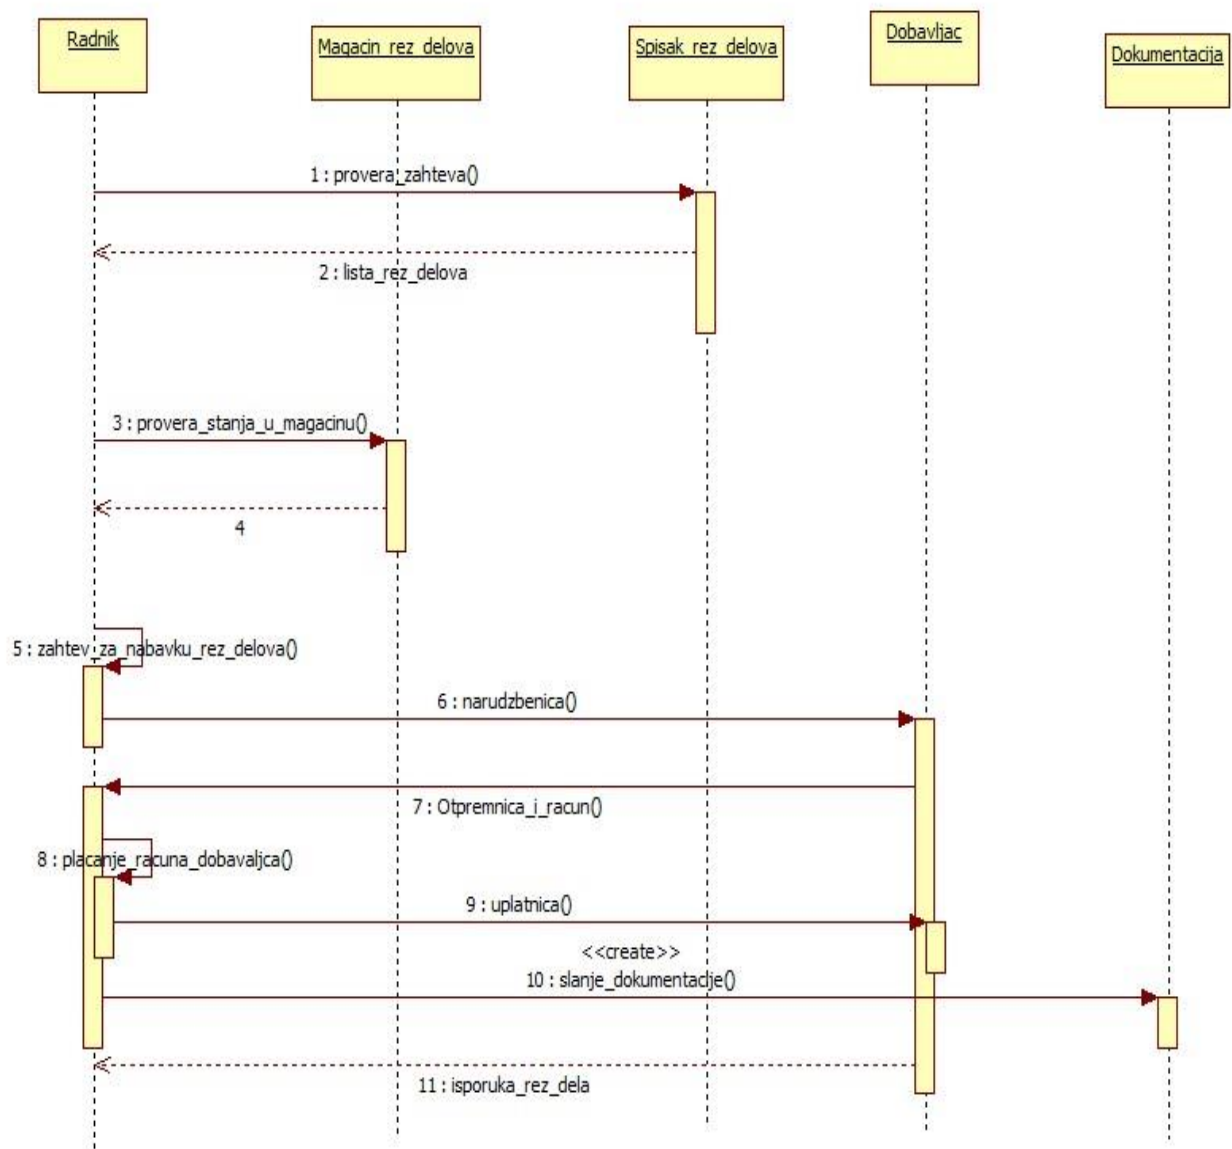 Radnik
Magacin_rez_delova
Spisak_rez_delova
Dobavljac
Dokumentacija
1 : provera_zahteva()
2 : lista_rez_delova
3 : provera_stanja_u_magacinu()
4
5 : zahtev_za_nabavku_rez_delova()
6 : narudzbenica()
7 : Otpremnica_i_racun()
8 : placanje_racuna_dobavaljca()
9 : uplatnica()
<<create>>
10 : slanje_dokumentacije()
11 : isporuka_rez_dela